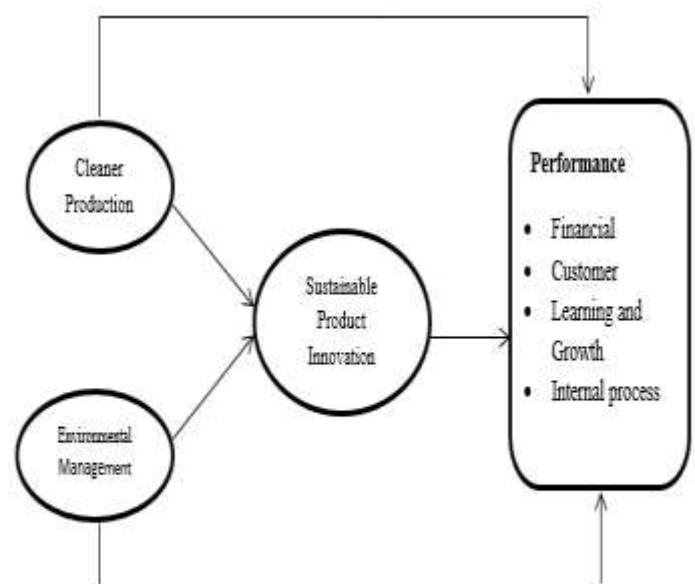 Cleaner
Production
Sustainable
Product
Innovation
Environmental
Management
Performance
• Financial
• Customer
• Learning and
Growth
• Internal process